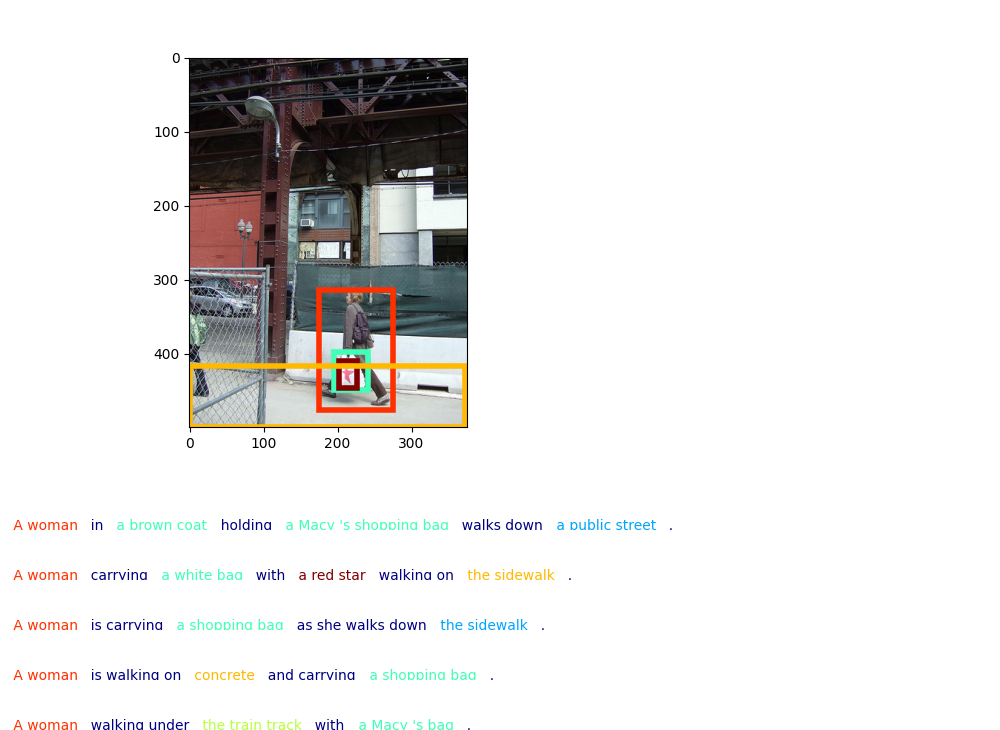 0
100
200
300
400
0 100 200 300
A woman in a brown coat holding a Macy 's shopping bag walks down a public street .
A woman carrying a white bag with a red star walking on the sidewalk .
A woman is carrying a shopping bag as she walks down the sidewalk .
A woman is walking on concrete and carrying a shopping bag .
A woman walking under the train track with a Macy 's bag .